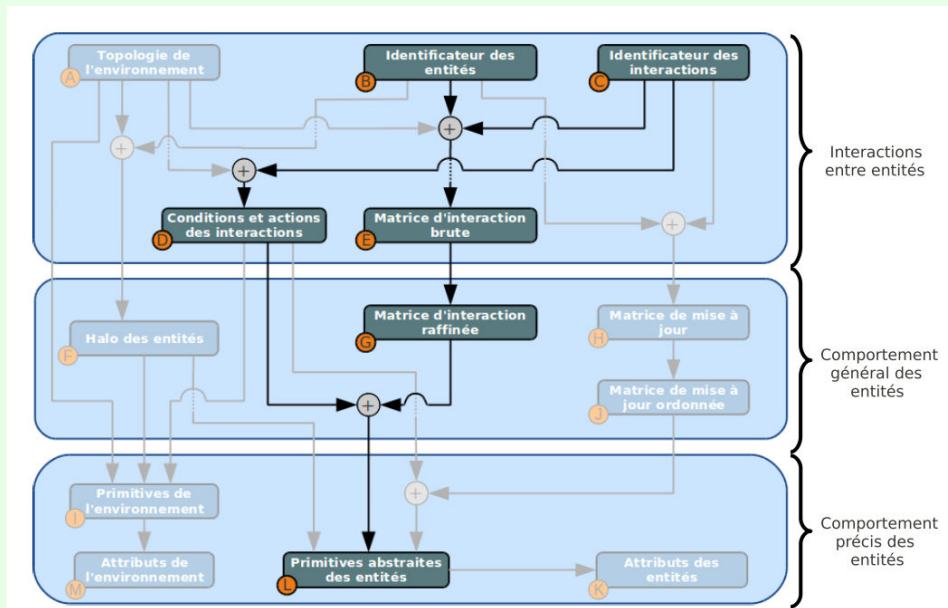 Topologie de
l'environnement
A
Identificateur des
entités
B
Identificateur des
interactions
C
+
+
+
+
Conditions et actions
des interactions
D
Matrice d'interaction
brute
E
Interactions
entre entités
Halo des entités
F
Matrice d'interaction
raffinée
G
Matrice de mise à
jour
H
Matrice de mise à
jour ordonnée
J
+
Comportement
général des
entités
Primitives de
l'environnement
I
+
Attributs de
l'environnement
M
Primitives abstraites
des entités
L
Attributs des
entités
K
Comportement
précis des
entités